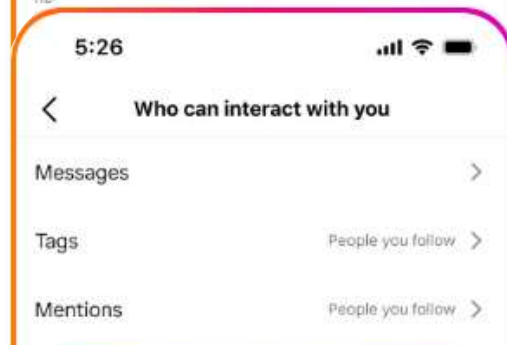 5:26
Who can interact with you
Messages
Tags People you follow
Mentions People you follow